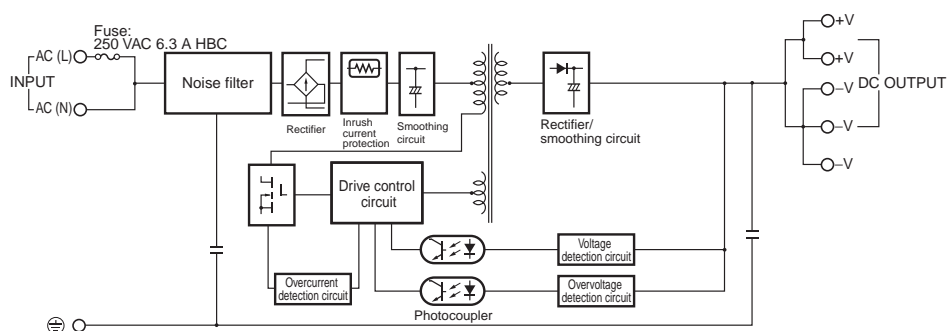 Fuse:
250 VAC 6.3 A HBC
AC (L)
INPUT
AC (N)
Noise filter
Rectifier
Inrush
current
protection
Smoothing
circuit
Rectifier/
smoothing circuit
+V
+V
DC OUTPUT
–V
–V
–V
Drive control
circuit
Overcurrent
detection circuit
Voltage
detection circuit
Overvoltage
detection circuit
Photocoupler